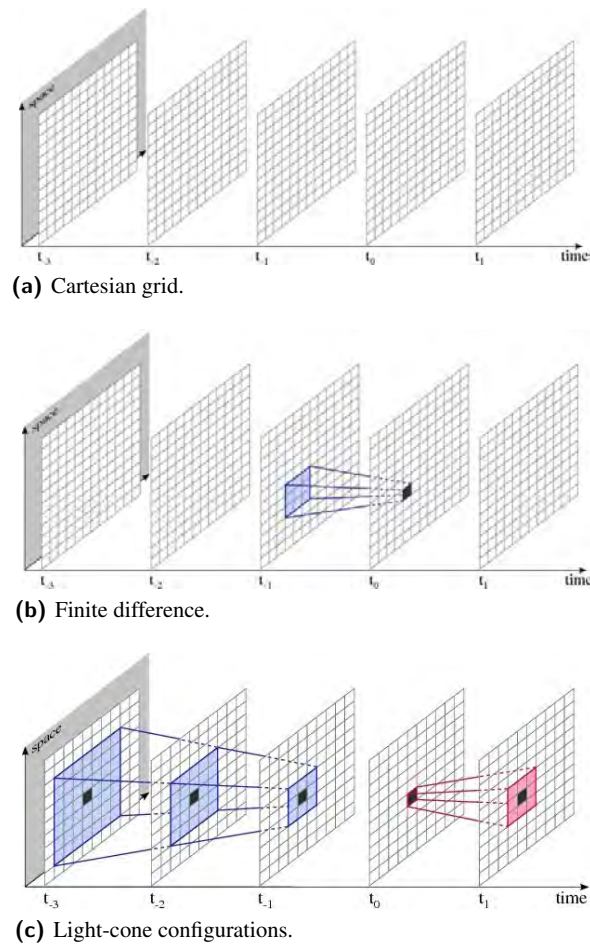 space
t-3 t-2 t-1 t0 t1 time
(a) Cartesian grid.
space
t-3 t-2 t-1 t0 t1 time
(b) Finite difference.
space
t-3 t-2 t-1 t0 t1 time
(c) Light-cone configurations.